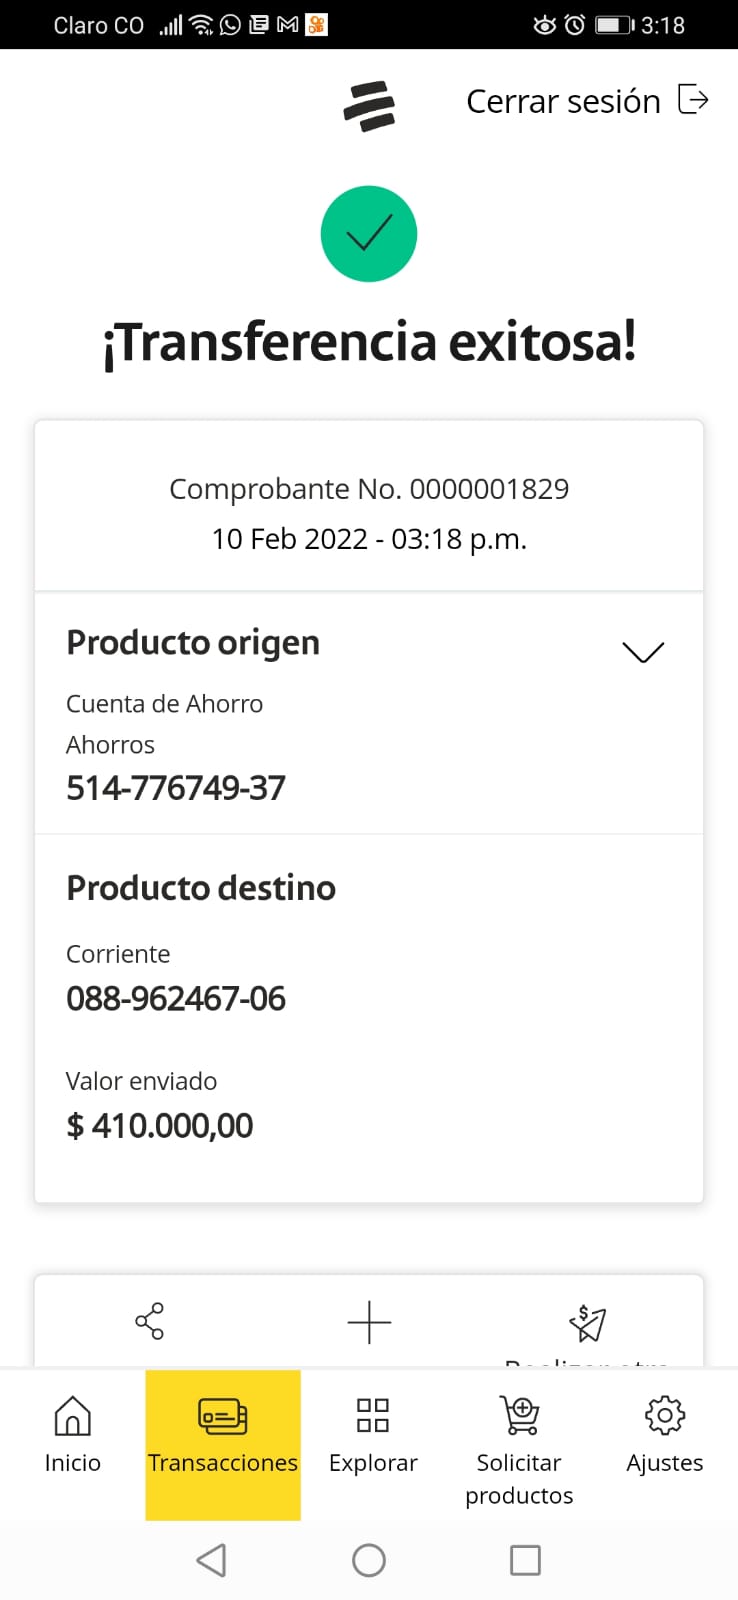 Claro CO
3:18
Cerrar sesión
¡Transferencia exitosa!
Comprobante No. 0000001829
10 Feb 2022 - 03:18 p.m.
Producto origen
Cuenta de Ahorro
Ahorros
514-776749-37
Producto destino
Corriente
088-962467-06
Valor enviado
$ 410.000,00
Inicio
Transacciones
Explorar
Solicitar
productos
Ajustes